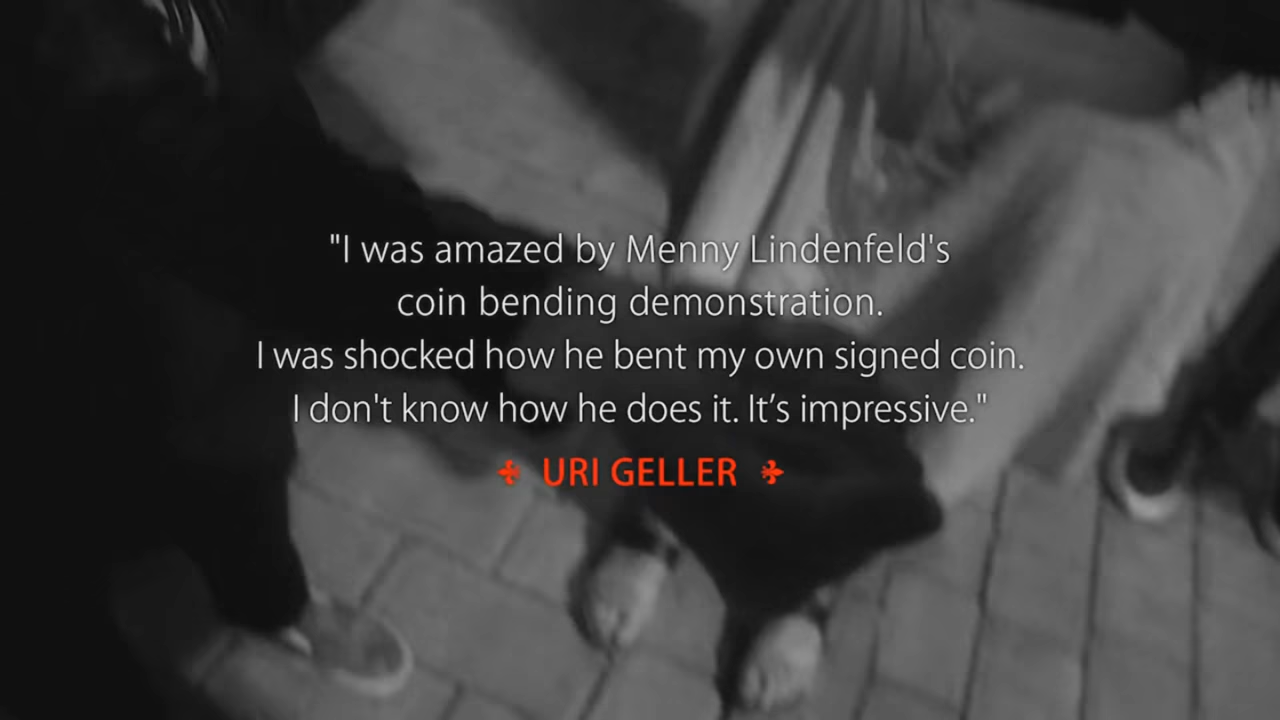 "I was amazed by Menny Lindenfeld's
coin bending demonstration.
I was shocked how he bent my own signed coin.
I don't know how he does it. It’s impressive."
URI GELLER